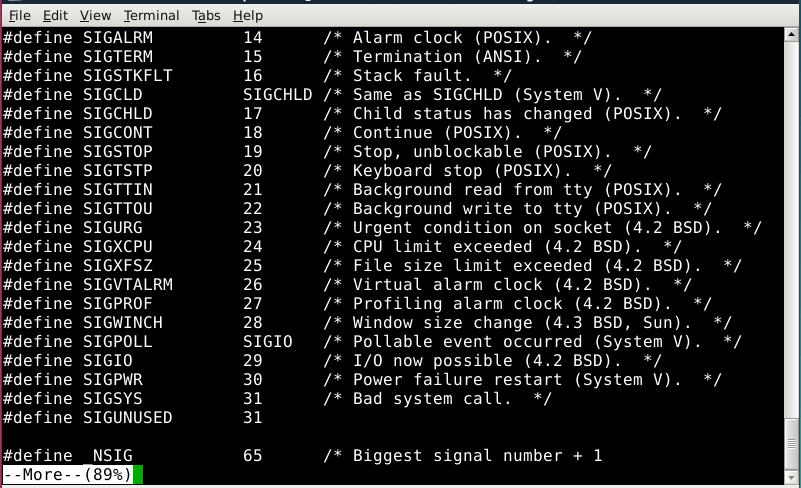 File Edit View Terminal Tabs Help
#define SIGALRM 14 /* Alarm clock (POSIX). */
#define SIGTERM 15 /* Termination (ANSI). */
#define SIGSTKFLT 16 /* Stack fault. */
#define SIGCLD SIGCHLD /* Same as SIGCHLD (System V). */
#define SIGCHLD 17 /* Child status has changed (POSIX). */
#define SIGCONT 18 /* Continue (POSIX). */
#define SIGSTOP 19 /* Stop, unblockable (POSIX). */
#define SIGTSTP 20 /* Keyboard stop (POSIX). */
#define SIGTTIN 21 /* Background read from tty (POSIX). */
#define SIGTTOU 22 /* Background write to tty (POSIX). */
#define SIGURG 23 /* Urgent condition on socket (4.2 BSD). */
#define SIGXCPU 24 /* CPU limit exceeded (4.2 BSD). */
#define SIGXFSZ 25 /* File size limit exceeded (4.2 BSD). */
#define SIGVTALRM 26 /* Virtual alarm clock (4.2 BSD). */
#define SIGPROF 27 /* Profiling alarm clock (4.2 BSD). */
#define SIGWINCH 28 /* Window size change (4.3 BSD, Sun). */
#define SIGPOLL SIGIO /* Pollable event occurred (System V). */
#define SIGIO 29 /* I/O now possible (4.2 BSD). */
#define SIGPWR 30 /* Power failure restart (System V). */
#define SIGSYS 31 /* Bad system call. */
#define SIGUNUSED 31
#define _NSIG 65 /* Biggest signal number + 1
--More--(89%)